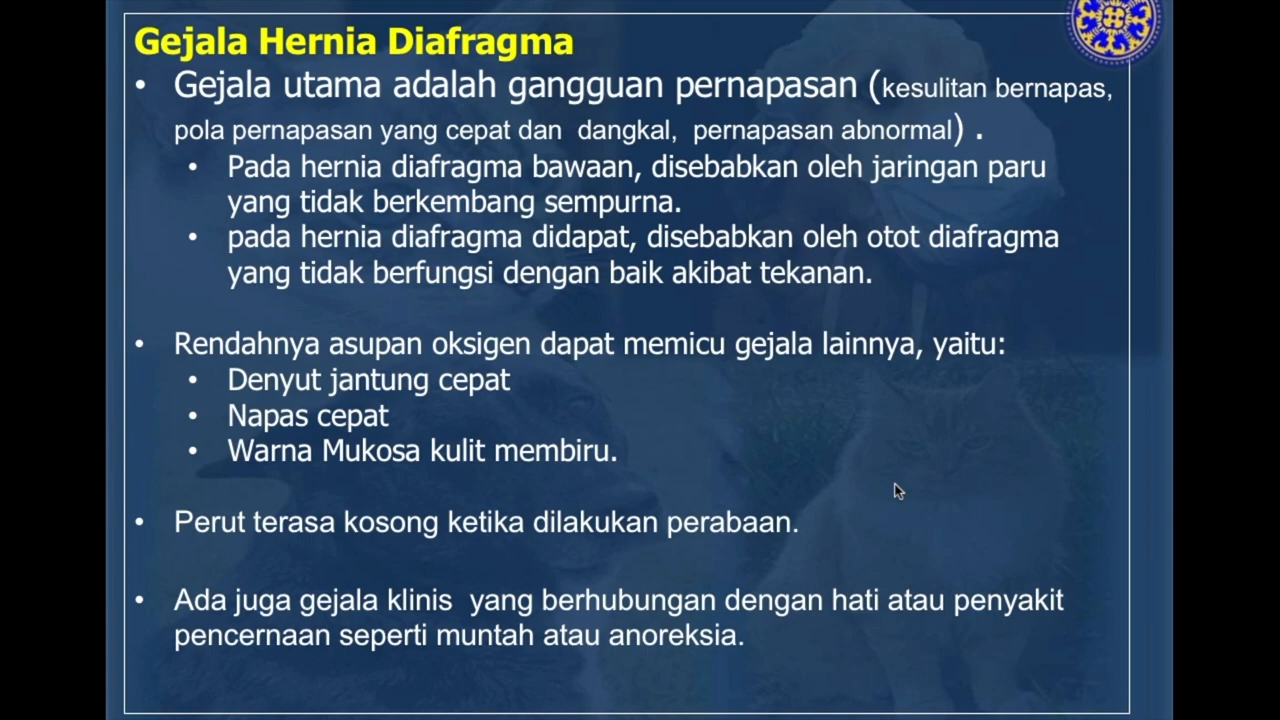 Gejala Hernia Diafragma
• Gejala utama adalah gangguan pernapasan (kesulitan bernapas,
pola pernapasan yang cepat dan dangkal, pernapasan abnormal) .
• Pada hernia diafragma bawaan, disebabkan oleh jaringan paru
yang tidak berkembang sempurna.
• pada hernia diafragma didapat, disebabkan oleh otot diafragma
yang tidak berfungsi dengan baik akibat tekanan.
• Rendahnya asupan oksigen dapat memicu gejala lainnya, yaitu:
• Denyut jantung cepat
• Napas cepat
• Warna Mukosa kulit membiru.
• Perut terasa kosong ketika dilakukan perabaan.
• Ada juga gejala klinis yang berhubungan dengan hati atau penyakit
pencernaan seperti muntah atau anoreksia.